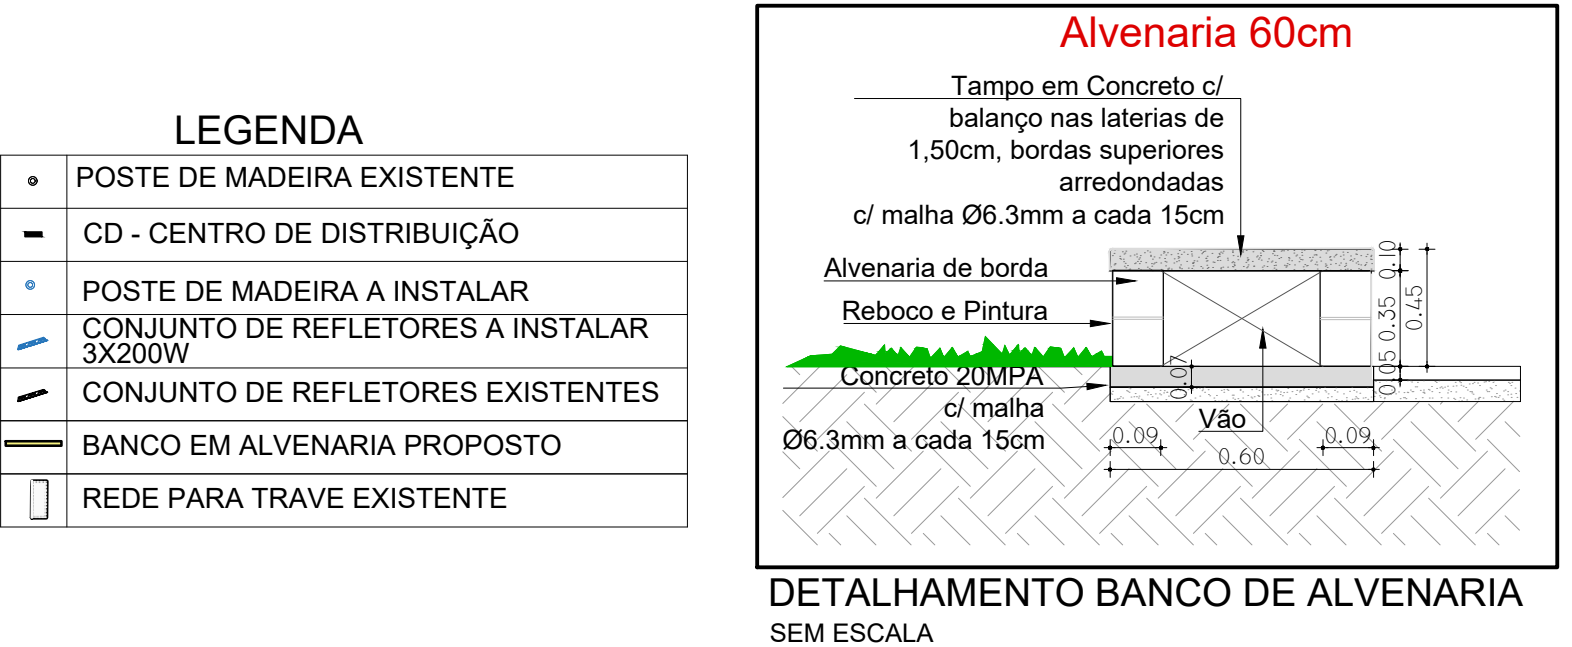 LEGENDA
POSTE DE MADEIRA EXISTENTE
CD - CENTRO DE DISTRIBUIÇÃO
POSTE DE MADEIRA A INSTALAR
CONJUNTO DE REFLETORES A INSTALAR
3X200W
CONJUNTO DE REFLETORES EXISTENTES
BANCO EM ALVENARIA PROPOSTO
REDE PARA TRAVE EXISTENTE
Alvenaria 60cm
Tampo em Concreto c/
balanço nas laterias de
1,50cm, bordas superiores
arredondadas
c/ malha Ø6.3mm a cada 15cm
Alvenaria de borda
Reboco e Pintura
Concreto 20MPA
c/ malha
Ø6.3mm a cada 15cm
Vão
0.07
0.09
0.09
0.60
0.10
0.35
0.45
0.05
DETALHAMENTO BANCO DE ALVENARIA
SEM ESCALA